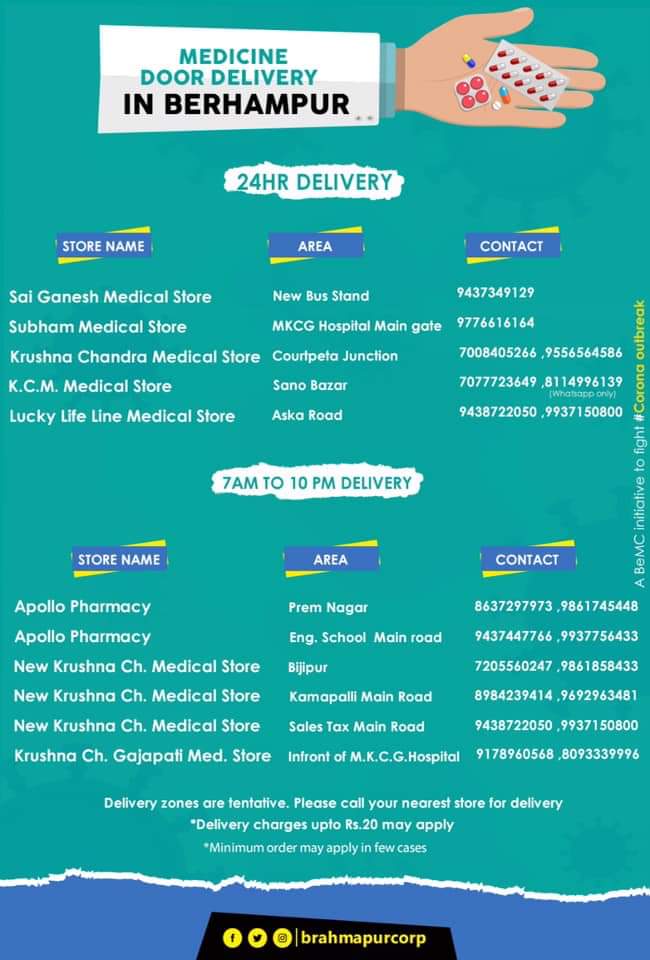 MEDICINE
DOOR DELIVERY
IN BERHAMPUR
24HR DELIVERY
STORE NAME AREA CONTACT
Sai Ganesh Medical Store New Bus Stand 9437349129
Subham Medical Store MKCG Hospital Main gate 9776616164
Krushna Chandra Medical Store Courtpeta Junction 7008405266 ,9556564586
K.C.M. Medical Store Sano Bazar 7077723649 ,8114996139
(Whatsapp only)
Lucky Life Line Medical Store Aska Road 9438722050 ,9937150800
7AM TO 10 PM DELIVERY
STORE NAME AREA CONTACT
Apollo Pharmacy Prem Nagar 8637297973 ,9861745448
Apollo Pharmacy Eng. School Main road 9437447766 ,9937756433
New Krushna Ch. Medical Store Bijipur 7205560247 ,9861858433
New Krushna Ch. Medical Store Kamapalli Main Road 8984239414 ,9692963481
New Krushna Ch. Medical Store Sales Tax Main Road 9438722050 ,9937150800
Krushna Ch. Gajapati Med. Store Infront of M.K.C.G.Hospital 9178960568 ,8093339996
Delivery zones are tentative. Please call your nearest store for delivery
*Delivery charges upto Rs.20 may apply
*Minimum order may apply in few cases
A BeMC initiative to fight #Corona outbreak
brahmapurcorp